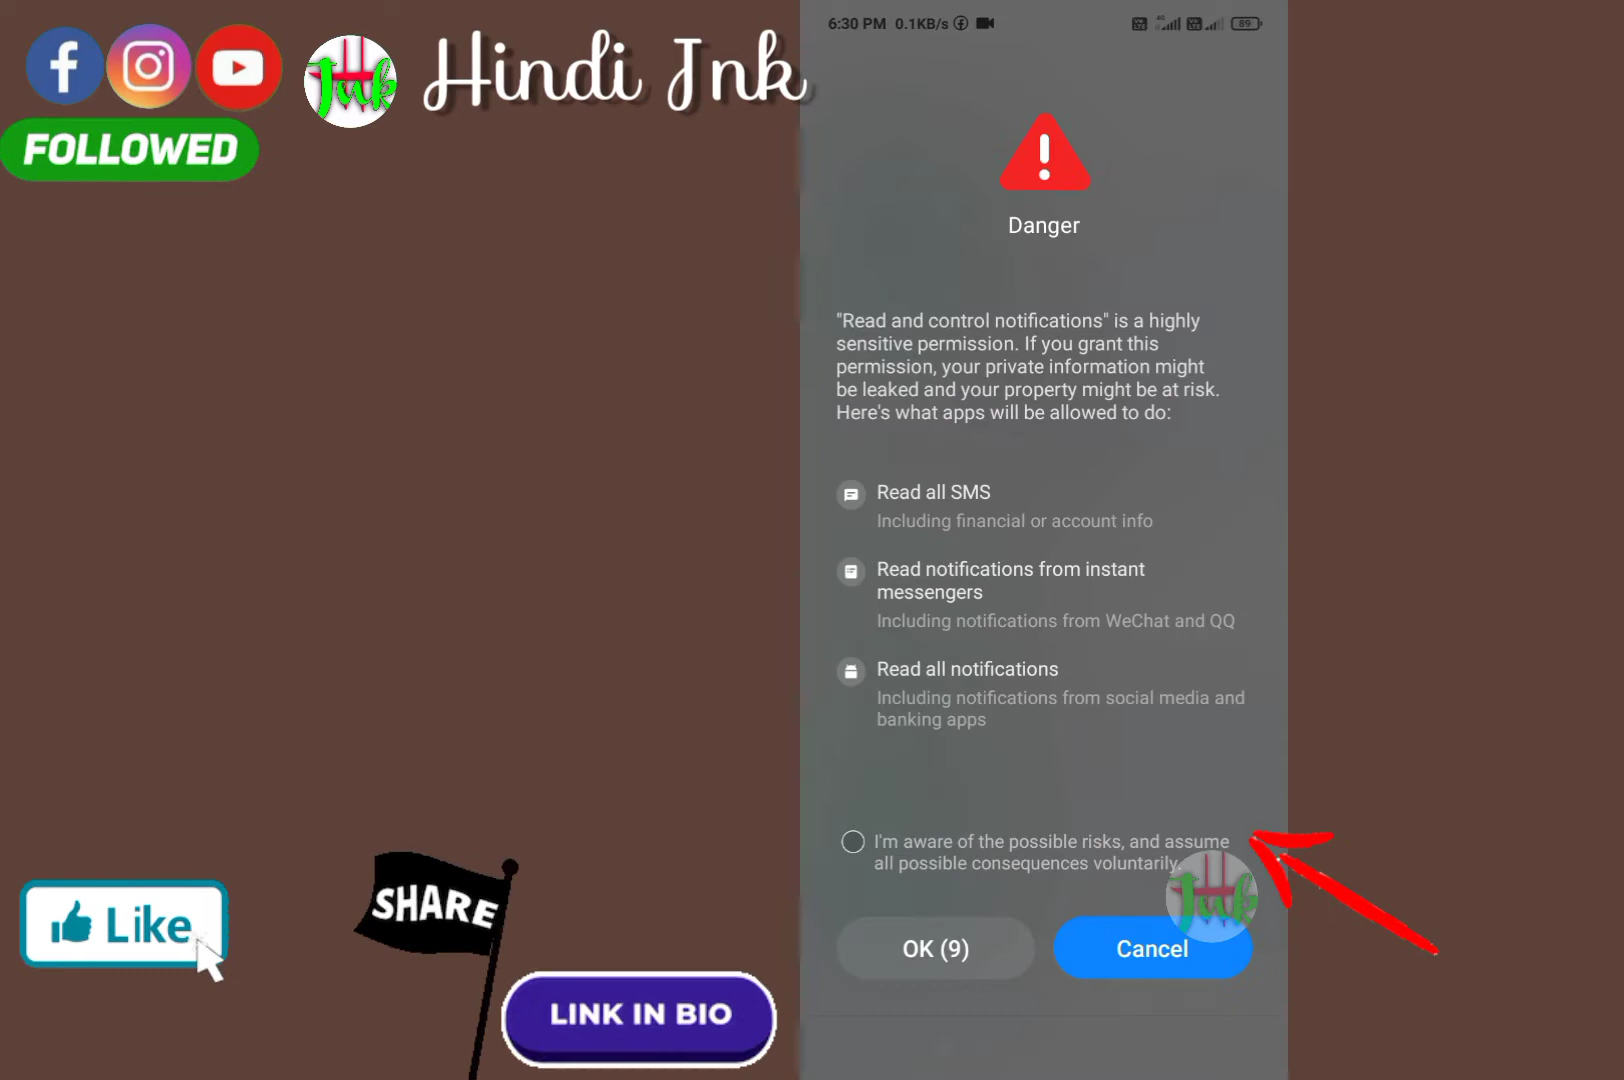 Hindi Jnk
Jnk
FOLLOWED
6:30 PM 0.1KB/s
4G
89
Danger
"Read and control notifications" is a highly
sensitive permission. If you grant this
permission, your private information might
be leaked and your property might be at risk.
Here's what apps will be allowed to do:
Read all SMS
Including financial or account info
Read notifications from instant
messengers
Including notifications from WeChat and QQ
Read all notifications
Including notifications from social media and
banking apps
I'm aware of the possible risks, and assume
all possible consequences voluntarily.
Jnk
OK (9)
Cancel
Like
SHARE
LINK IN BIO